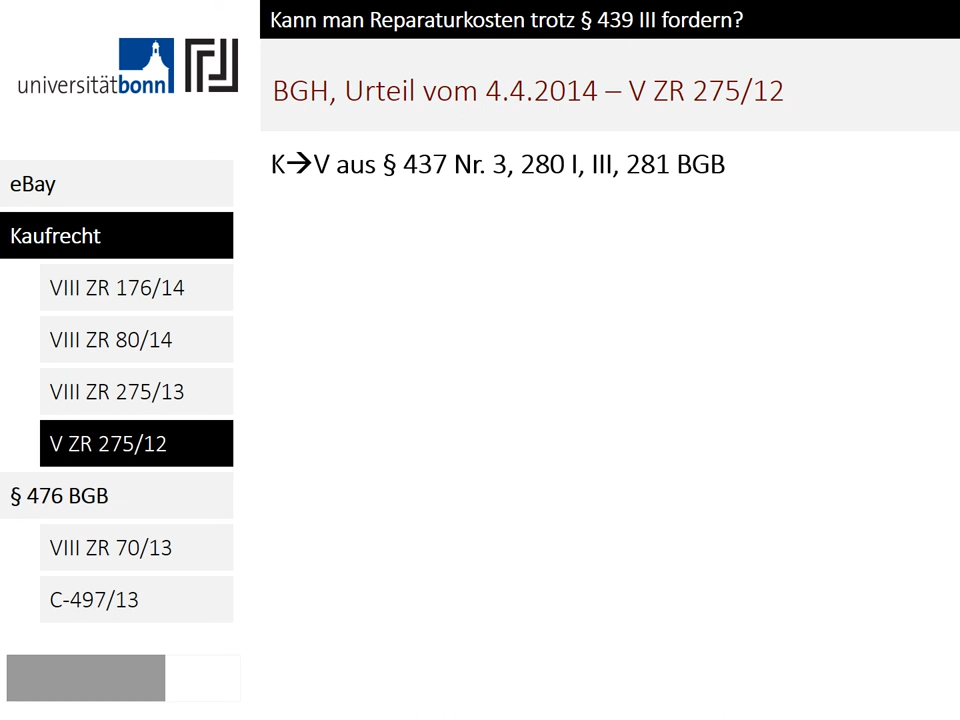 Kann man Reparaturkosten trotz § 439 III fordern?
universitätbonn
BGH, Urteil vom 4.4.2014 – V ZR 275/12
K→V aus § 437 Nr. 3, 280 I, III, 281 BGB
eBay
Kaufrecht
VIII ZR 176/14
VIII ZR 80/14
VIII ZR 275/13
V ZR 275/12
§ 476 BGB
VIII ZR 70/13
C-497/13